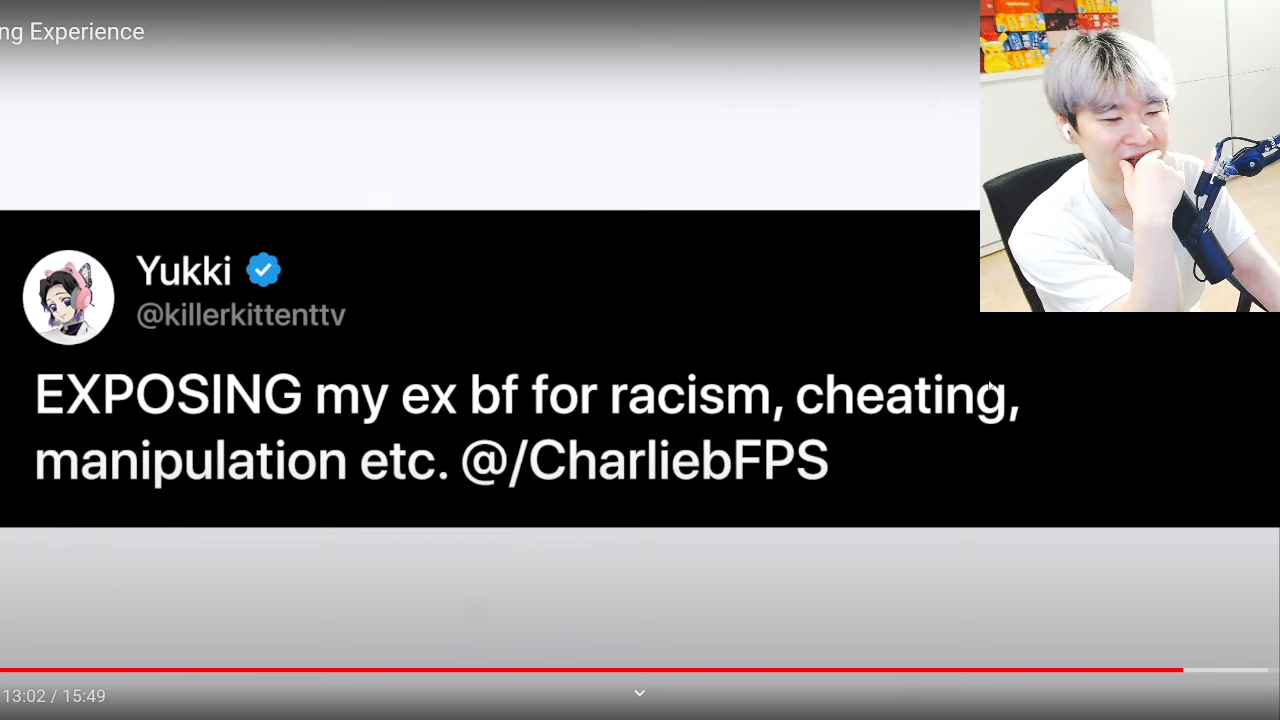 ng Experience
Yukki
@killerkittenttv
EXPOSING my ex bf for racism, cheating,
manipulation etc. @/CharliebFPS
13:02 / 15:49